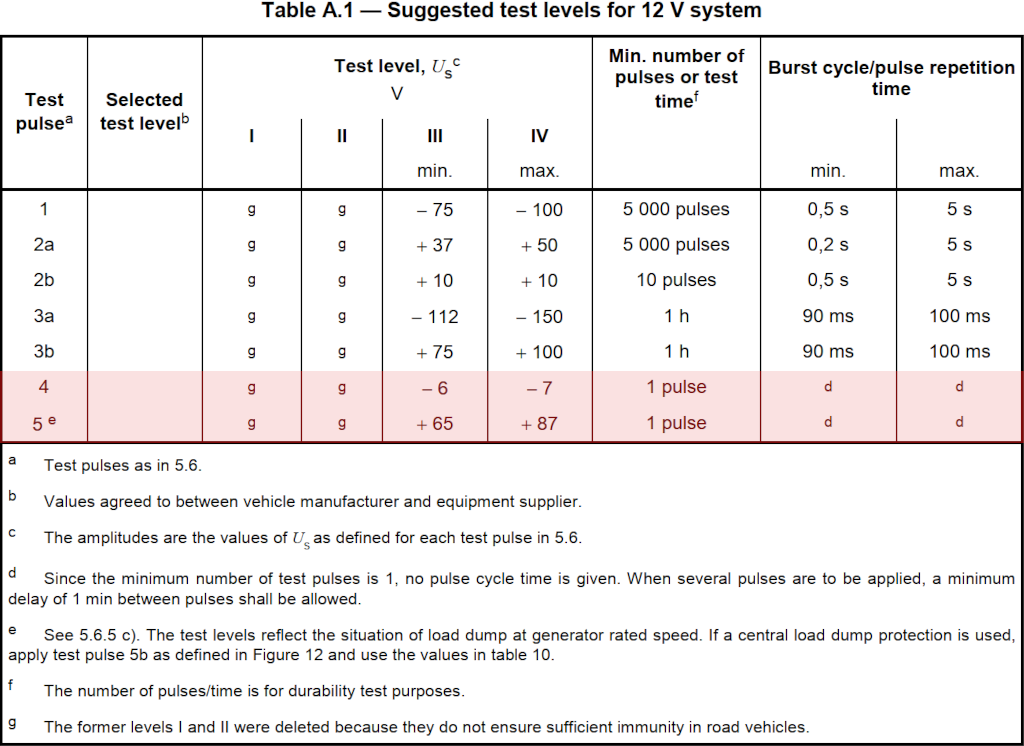 Table A.1 — Suggested test levels for 12 V system
Test pulse^a | Selected test level^b | Test level, U_s^c V | Min. number of pulses or test time^f | Burst cycle/pulse repetition time
I | II | III min. | IV max. | min. | max.
1 | g | g | – 75 | – 100 | 5 000 pulses | 0,5 s | 5 s
2a | g | g | + 37 | + 50 | 5 000 pulses | 0,2 s | 5 s
2b | g | g | + 10 | + 10 | 10 pulses | 0,5 s | 5 s
3a | g | g | – 112 | – 150 | 1 h | 90 ms | 100 ms
3b | g | g | + 75 | + 100 | 1 h | 90 ms | 100 ms
4 | g | g | – 6 | – 7 | 1 pulse | d | d
5 e | g | g | + 65 | + 87 | 1 pulse | d | d
a Test pulses as in 5.6.
b Values agreed to between vehicle manufacturer and equipment supplier.
c The amplitudes are the values of U_s as defined for each test pulse in 5.6.
d Since the minimum number of test pulses is 1, no pulse cycle time is given. When several pulses are to be applied, a minimum
delay of 1 min between pulses shall be allowed.
e See 5.6.5 c). The test levels reflect the situation of load dump at generator rated speed. If a central load dump protection is used,
apply test pulse 5b as defined in Figure 12 and use the values in table 10.
f The number of pulses/time is for durability test purposes.
g The former levels I and II were deleted because they do not ensure sufficient immunity in road vehicles.